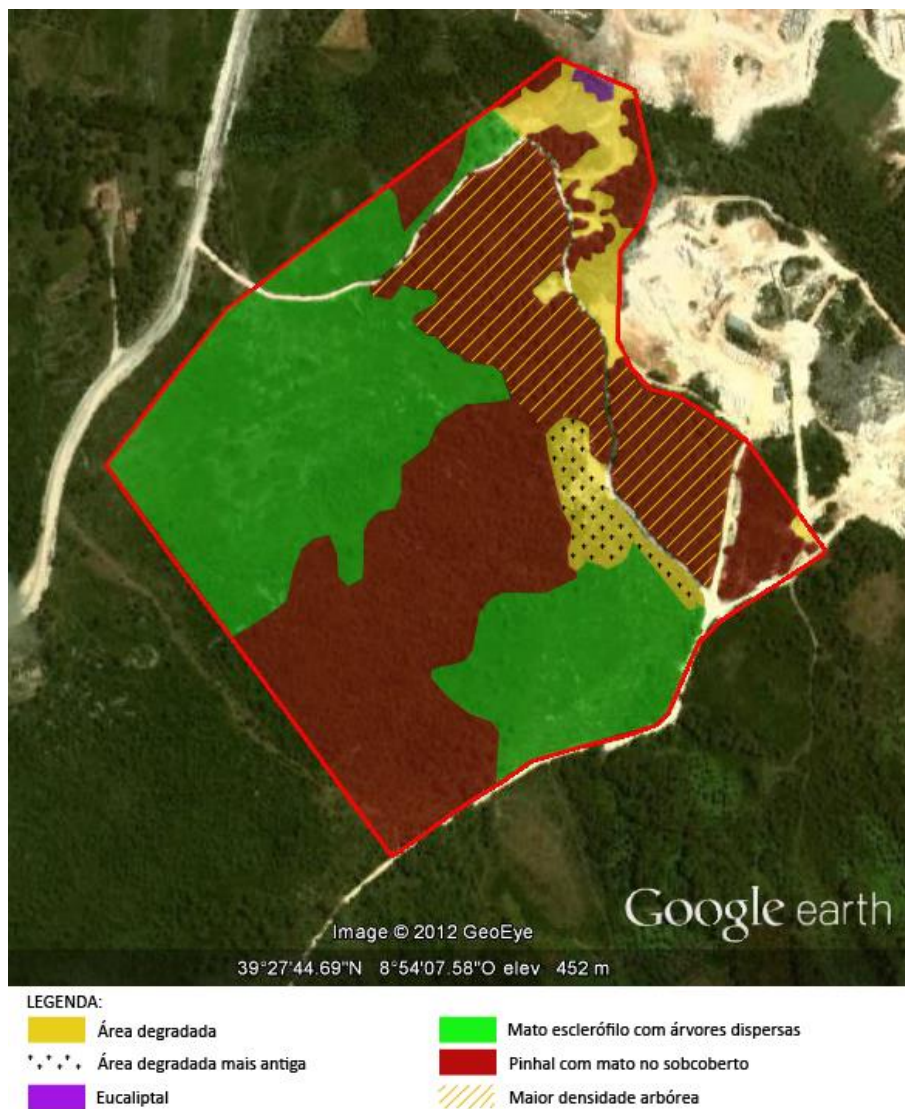 Google earth
Image © 2012 GeoEye
39°27'44.69"N 8°54'07.58"O elev 452 m
LEGENDA:
Área degradada
Área degradada mais antiga
Eucaliptal
Mato esclerófilo com árvores dispersas
Pinhal com mato no sobcoberto
Maior densidade arbórea